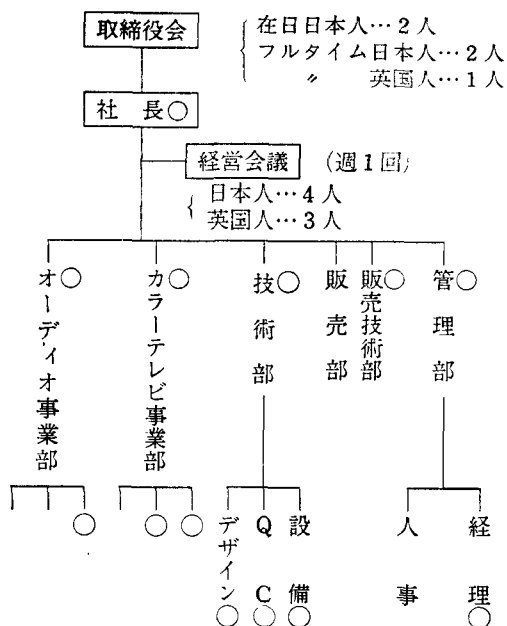 取締役会
在日日本人…2人
フルタイム日本人…2人
〃 英国人…1人
社長○
経営会議 (週1回)
日本人…4人
英国人…3人
オーディオ事業部○
カラーテレビ事業部○
技術部○
販売部
販売技術部○
管理部○
○
○
○
デザイン○
QC○
設備○
人事
経理○